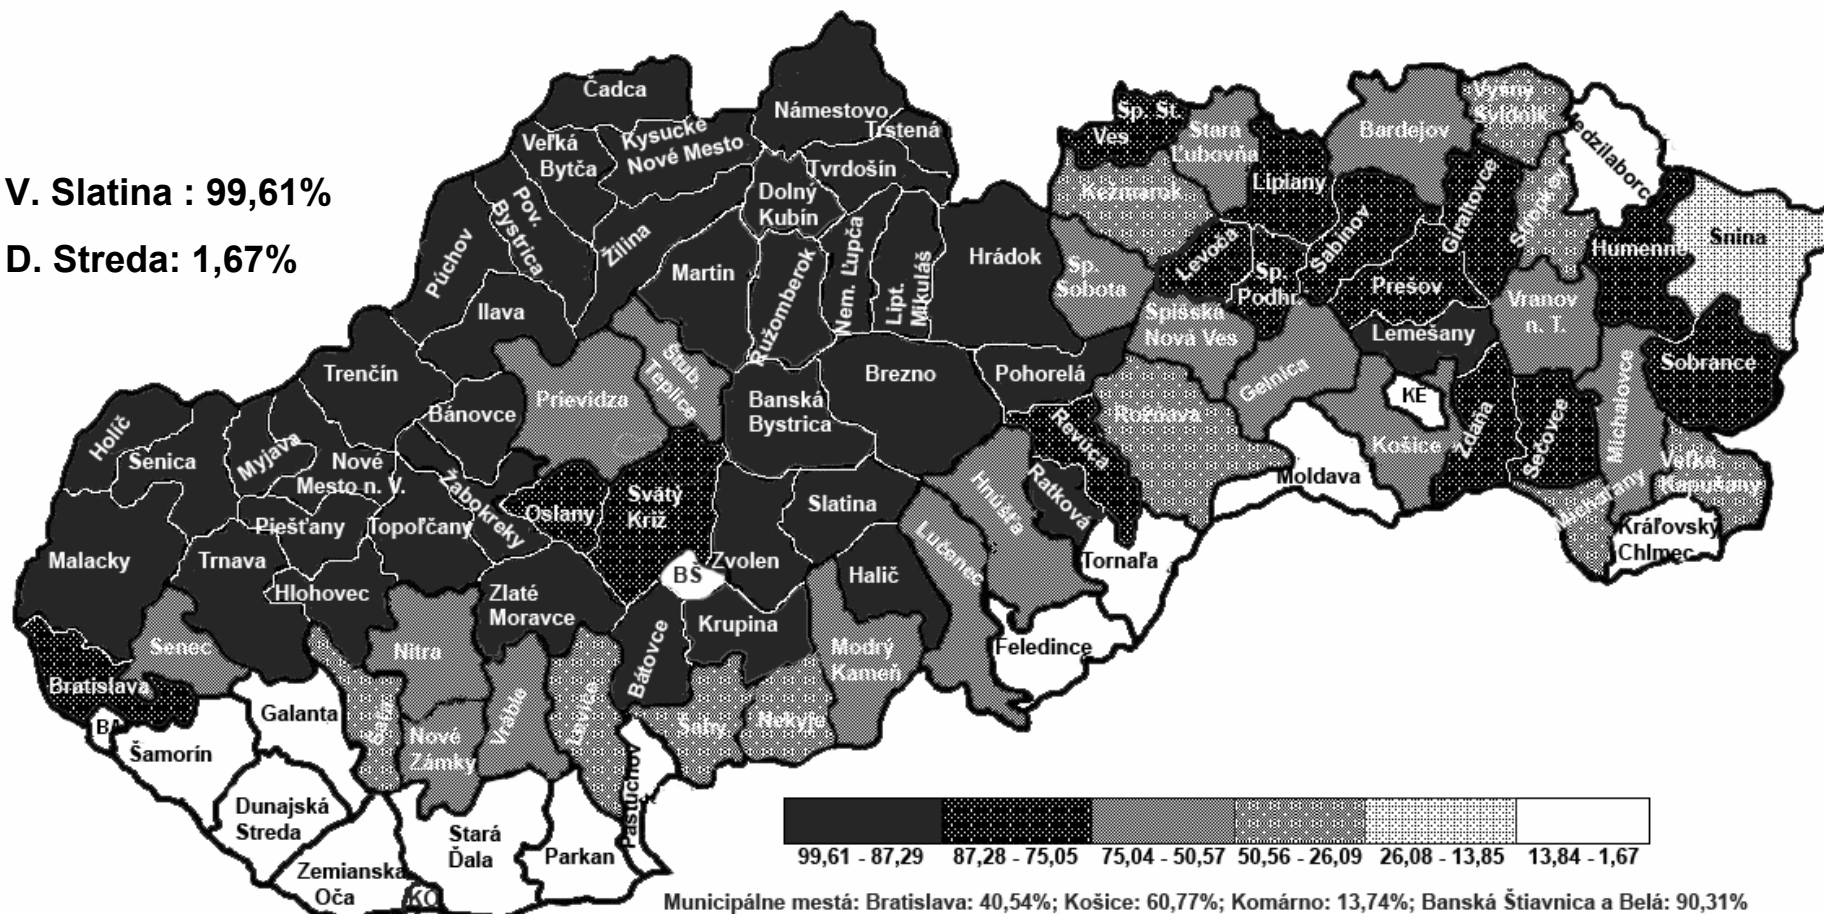 V. Slatina : 99,61%
D. Streda: 1,67%
Čadca
Námestovo
Trstená
Veľká
Bytča
Kysucké
Nové Mesto
Tvrdošín
Dolný
Kubín
Pov.
Bystrica
Púchov
Žilina
Martin
Ružomberok
Nem. Ľupča
Lipt.
Mikuláš
Hrádok
Ilava
Sp. St.
Ves
Stará
Ľubovňa
Kežmarok
Lipľany
Bardejov
Vyšný
Svidník
Medzilaborce
Giraltovce
Stropkov
Sabinov
Levoča
Sp.
Podhr.
Prešov
Humenné
Snina
Sp.
Sobota
Spišská
Nová Ves
Vranov
n. T.
Lemešany
Sobrance
Trenčín
Bánovce
Prievidza
Štub.
Teplice
Banská
Bystrica
Brezno
Pohorelá
Rožňava
Gelnica
KE
Košice
Ždaňa
Sečovce
Michalovce
Veľké
Kapušany
Holíč
Senica
Myjava
Nové
Mesto n. V.
Žabokreky
Oslany
Svätý
Kríž
Slatina
Revúca
Ratková
Hnúšťa
Moldava
Michaľany
Kráľovský
Chlmec
Piešťany
Topoľčany
Malacky
Trnava
Hlohovec
Zlaté
Moravce
BŠ
Zvolen
Halič
Lučenec
Tornaľa
Feledince
Krupina
Modrý
Kameň
Senec
Nitra
Bátovce
Bratislava
BA
Galanta
Šaľa
Nové
Zámky
Vráble
Levice
Šahy
Nekyje
Šamorín
Dunajská
Streda
Stará
Ďala
Parkan
Pastúchov
Zemianska
Oča
KO
99,61 - 87,29 87,28 - 75,05 75,04 - 50,57 50,56 - 26,09 26,08 - 13,85 13,84 - 1,67
Municipálne mestá: Bratislava: 40,54%; Košice: 60,77%; Komárno: 13,74%; Banská Štiavnica a Belá: 90,31%